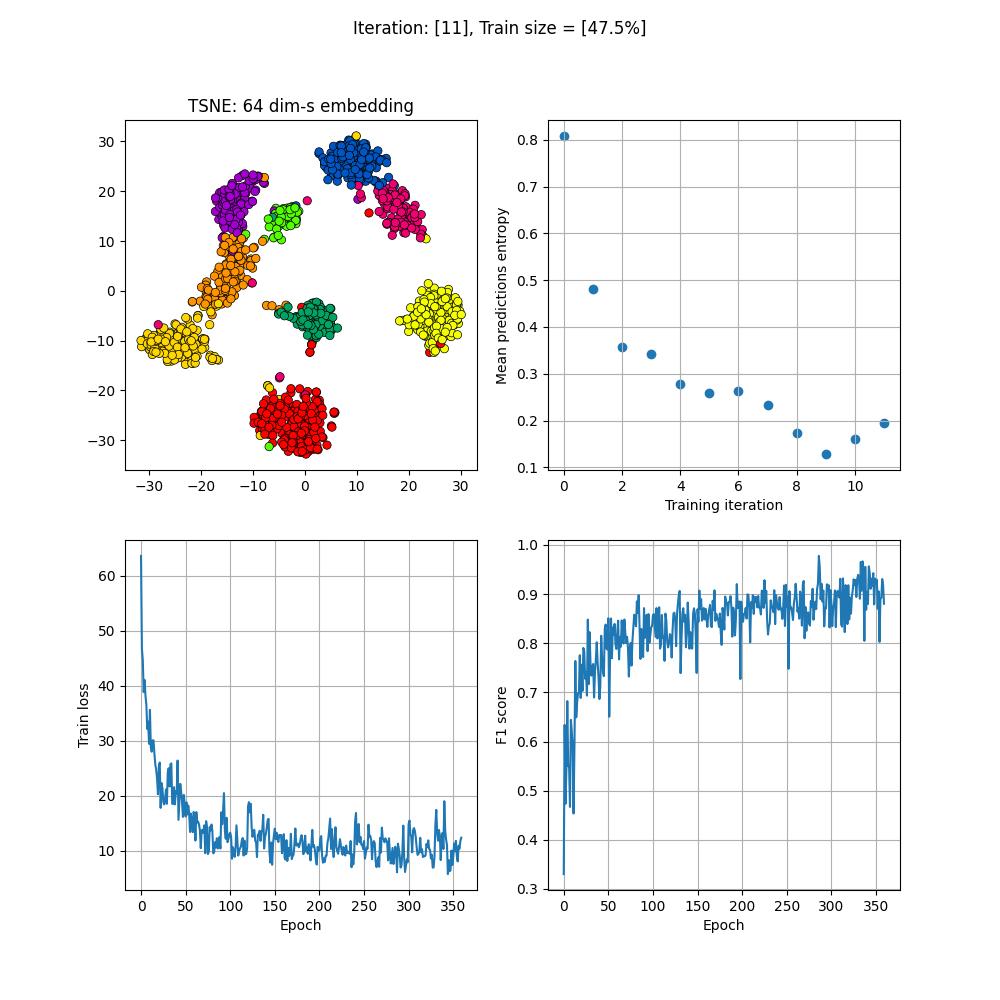 Iteration: [11], Train size = [47.5%]
TSNE: 64 dim-s embedding
30
20
10
0
−10
−20
−30
−30 −20 −10 0 10 20 30
Mean predictions entropy
0.8
0.7
0.6
0.5
0.4
0.3
0.2
0.1
0 2 4 6 8 10
Training iteration
Train loss
60
50
40
30
20
10
0 50 100 150 200 250 300 350
Epoch
F1 score
1.0
0.9
0.8
0.7
0.6
0.5
0.4
0.3
0 50 100 150 200 250 300 350
Epoch